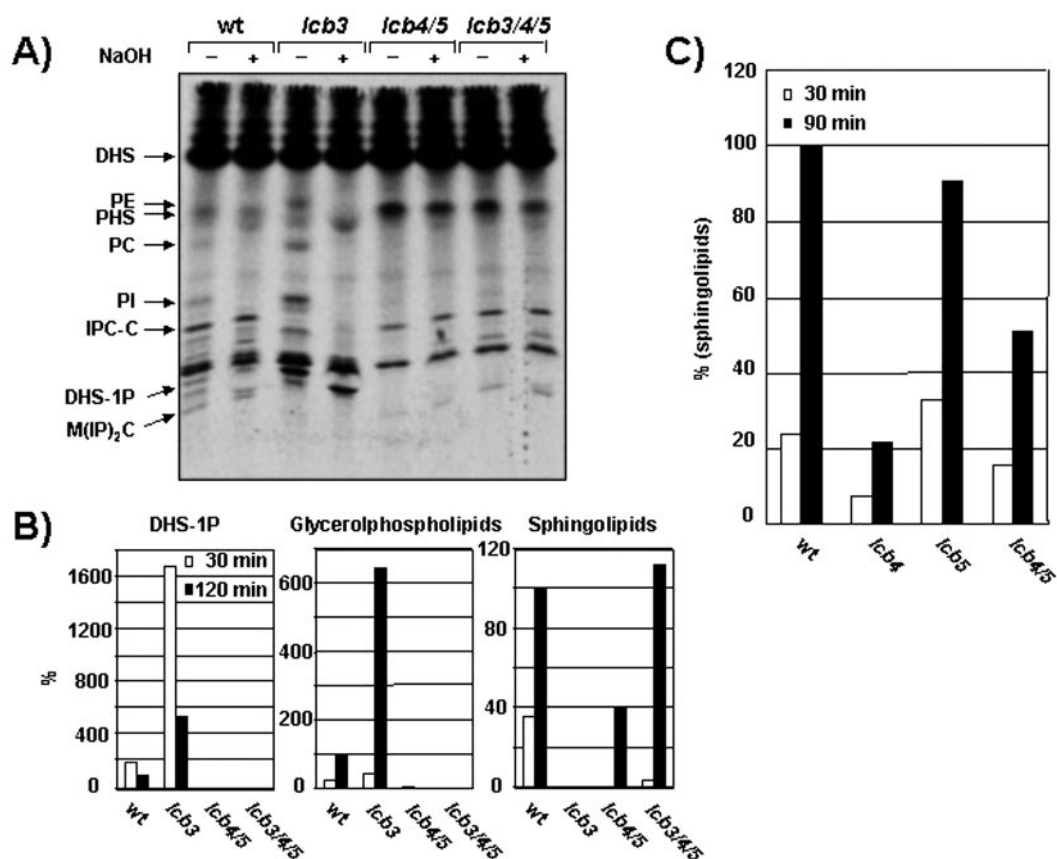 A)
wt lcb3 lcb4/5 lcb3/4/5
NaOH – + – + – + – +
DHS
PE
PHS
PC
PI
IPC-C
DHS-1P
M(IP)2C
B)
DHS-1P
30 min
120 min
%
1600
1200
800
400
0
wt lcb3 lcb4/5 lcb3/4/5
Glycerolphospholipids
600
400
200
0
wt lcb3 lcb4/5 lcb3/4/5
Sphingolipids
120
80
40
0
wt lcb3 lcb4/5 lcb3/4/5
C)
30 min
90 min
% (sphingolipids)
120
100
80
60
40
20
0
wt lcb4 lcb5 lcb4/5